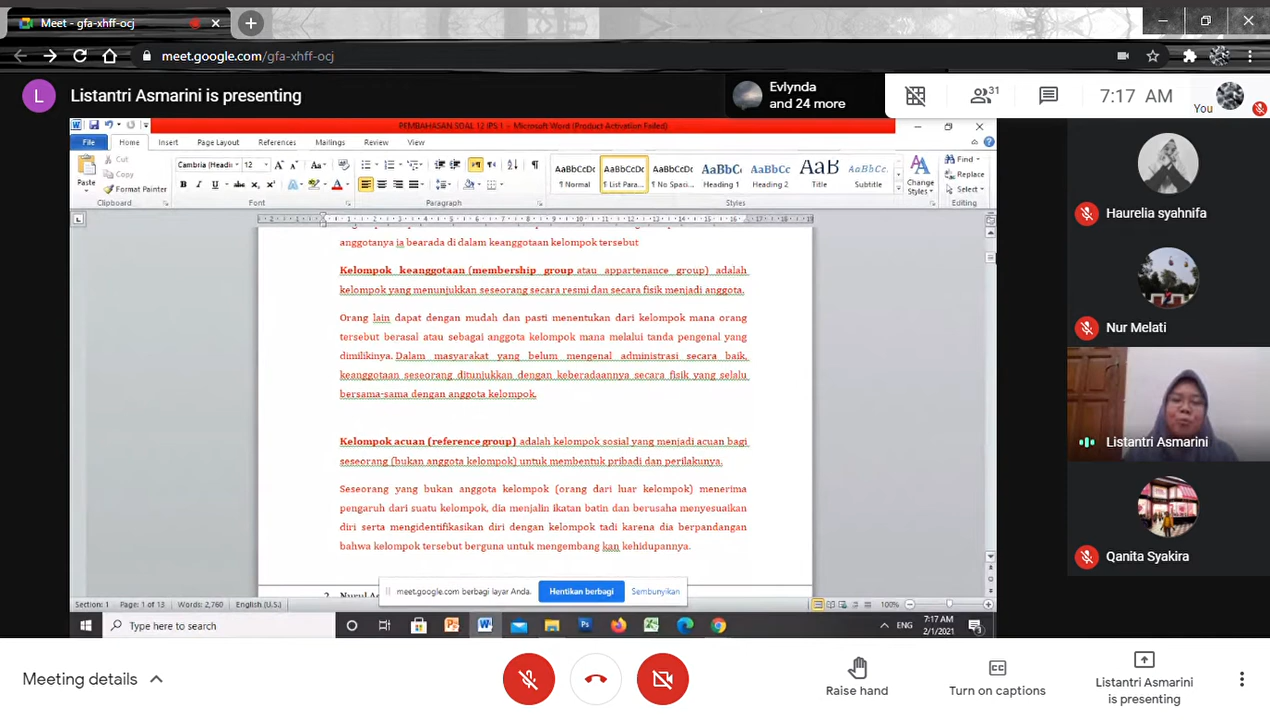 Meet - gfa-xhff-ocj
meet.google.com/gfa-xhff-ocj
L
Listantri Asmarini is presenting
Evlynda
and 24 more
31
7:17 AM
You
PEMBAHASAN SOAL 12 IPS 1 - Microsoft Word (Product Activation Failed)
File Home Insert Page Layout References Mailings Review View
Paste
Cut
Copy
Format Painter
Clipboard
Cambria (Headi 12
Font
Paragraph
AaBbCcDc AaBbCcDc AaBbCcDc AaBbC AaBbCc AaB AaBbCc.
¶ Normal ¶ List Para... ¶ No Spaci... Heading 1 Heading 2 Title Subtitle
Styles
Change
Styles
Find
Replace
Select
Editing
anggotanya ia bearada di dalam keanggotaan kelompok tersebut
Kelompok keanggotaan (membership group atau appartenance group) adalah
kelompok yang menunjukkan seseorang secara resmi dan secara fisik menjadi anggota.
Orang lain dapat dengan mudah dan pasti menentukan dari kelompok mana orang
tersebut berasal atau sebagai anggota kelompok mana melalui tanda pengenal yang
dimilikinya. Dalam masyarakat yang belum mengenal administrasi secara baik,
keanggotaan seseorang ditunjukkan dengan keberadaannya secara fisik yang selalu
bersama-sama dengan anggota kelompok.
Kelompok acuan (reference group) adalah kelompok sosial yang menjadi acuan bagi
seseorang (bukan anggota kelompok) untuk membentuk pribadi dan perilakunya.
Seseorang yang bukan anggota kelompok (orang dari luar kelompok) menerima
pengaruh dari suatu kelompok, dia menjalin ikatan batin dan berusaha menyesuaikan
diri serta mengidentifikasikan diri dengan kelompok tadi karena dia berpandangan
bahwa kelompok tersebut berguna untuk mengembang kan kehidupannya.
meet.google.com berbagi layar Anda.
Hentikan berbagi
Sembunyikan
Section: 1 Page: 1 of 13 Words: 2,760 English (U.S.)
100%
Type here to search
ENG
7:17 AM
2/1/2021
3
Haurelia syahnifa
Nur Melati
Listantri Asmarini
Qanita Syakira
Meeting details
Raise hand
Turn on captions
Listantri Asmarini
is presenting